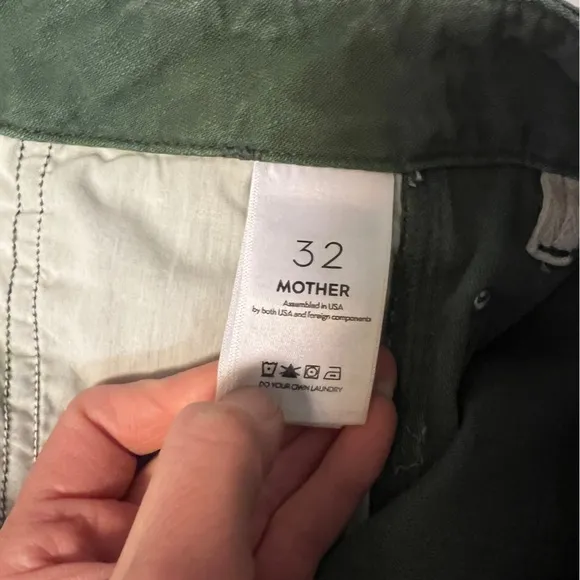 32
MOTHER
Assembled in USA
by both USA and foreign components
DO YOUR OWN LAUNDRY